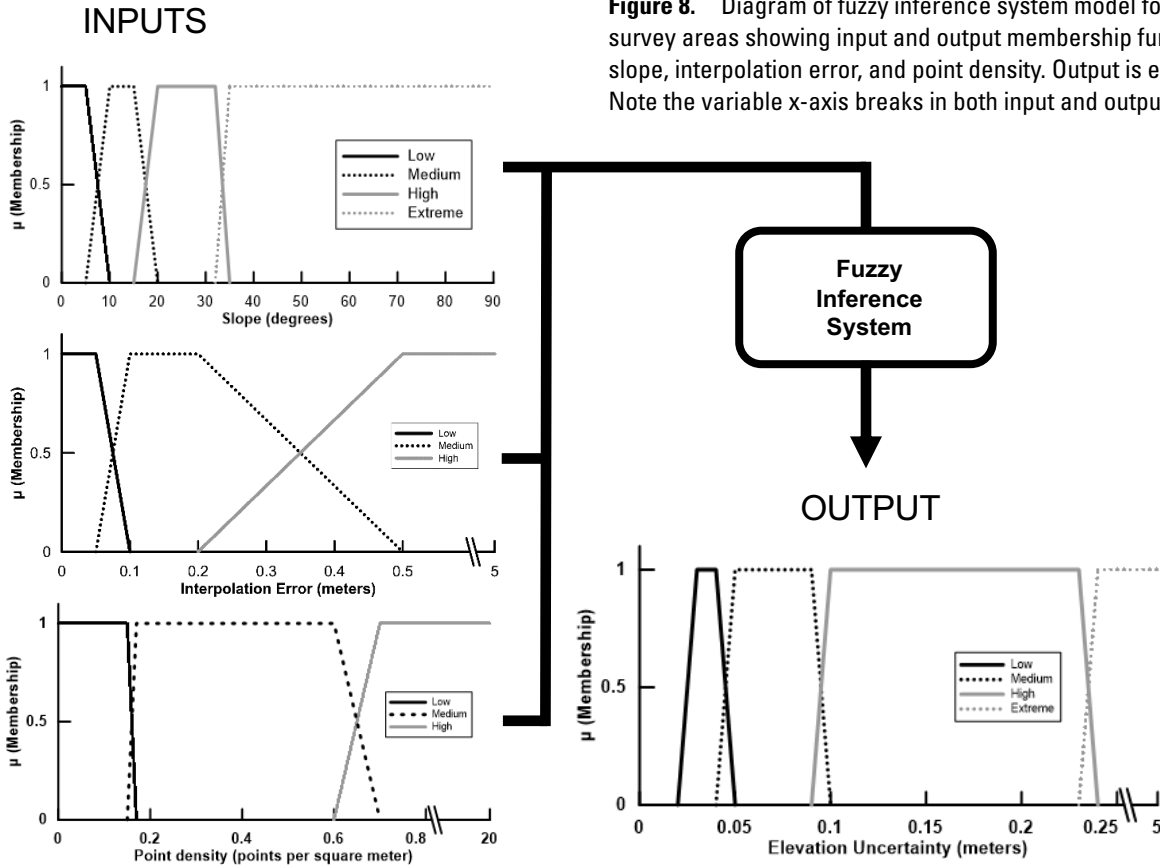 INPUTS
Figure 8. Diagram of fuzzy inference system model fo
survey areas showing input and output membership fu
slope, interpolation error, and point density. Output is e
Note the variable x-axis breaks in both input and outpu
μ (Membership)
1
0.5
0
Low
Medium
High
Extreme
0 10 20 30 40 50 60 70 80 90
Slope (degrees)
μ (Membership)
1
0.5
0
Low
Medium
High
0 0.1 0.2 0.3 0.4 0.5 5
Interpolation Error (meters)
μ (Membership)
1
0.5
0
Low
Medium
High
0 0.2 0.4 0.6 0.8 20
Point density (points per square meter)
Fuzzy
Inference
System
OUTPUT
μ (Membership)
1
0.5
0
Low
Medium
High
Extreme
0 0.05 0.1 0.15 0.2 0.25 5
Elevation Uncertainty (meters)